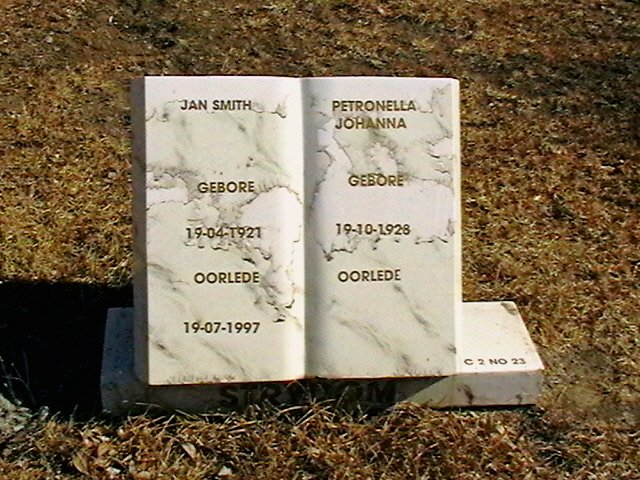 JAN SMITH
GEBORE
19-04-1921
OORLEDE
19-07-1997
PETRONELLA
JOHANNA
GEBORE
19-10-1928
OORLEDE
C 2 NO 23